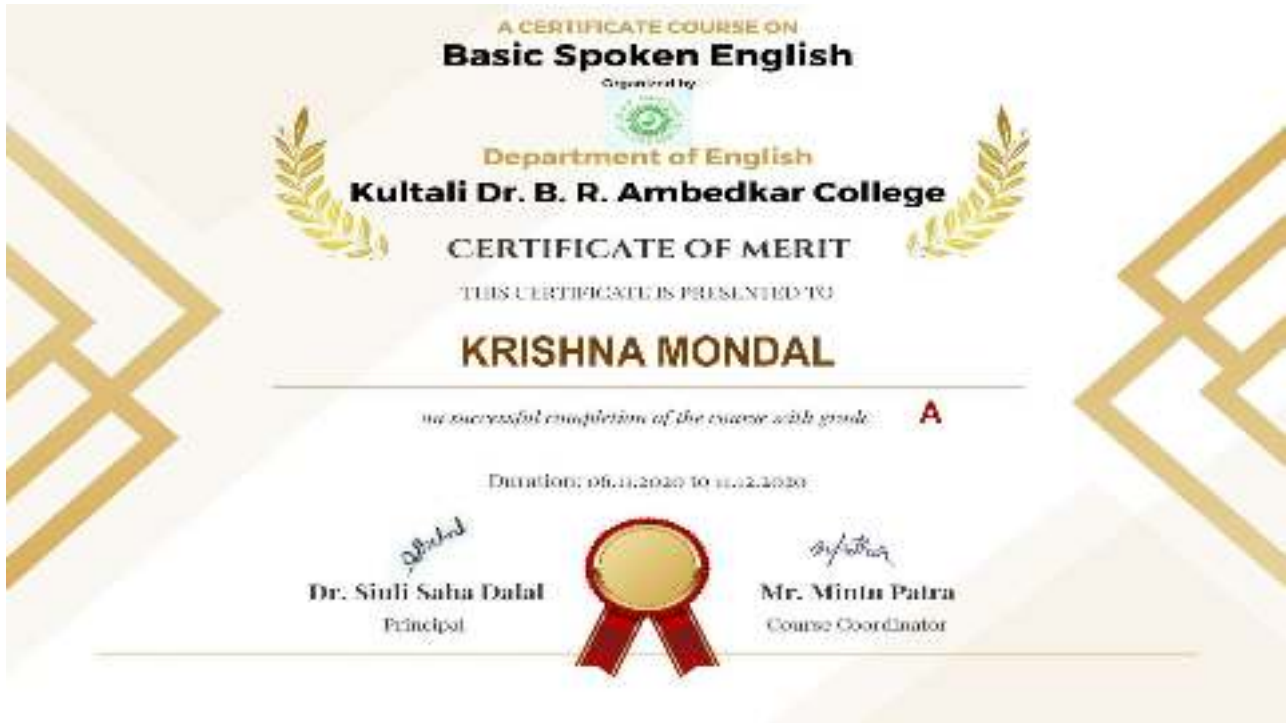 A CERTIFICATE COURSE ON
Basic Spoken English
Organized by
Department of English
Kultali Dr. B. R. Ambedkar College
CERTIFICATE OF MERIT
THIS CERTIFICATE IS PRESENTED TO
KRISHNA MONDAL
on successful completion of the course with grade A
Duration: 06.11.2020 to 11.12.2020
Dr. Siuli Saha Dalal Mr. Mintu Patra
Principal Course Coordinator